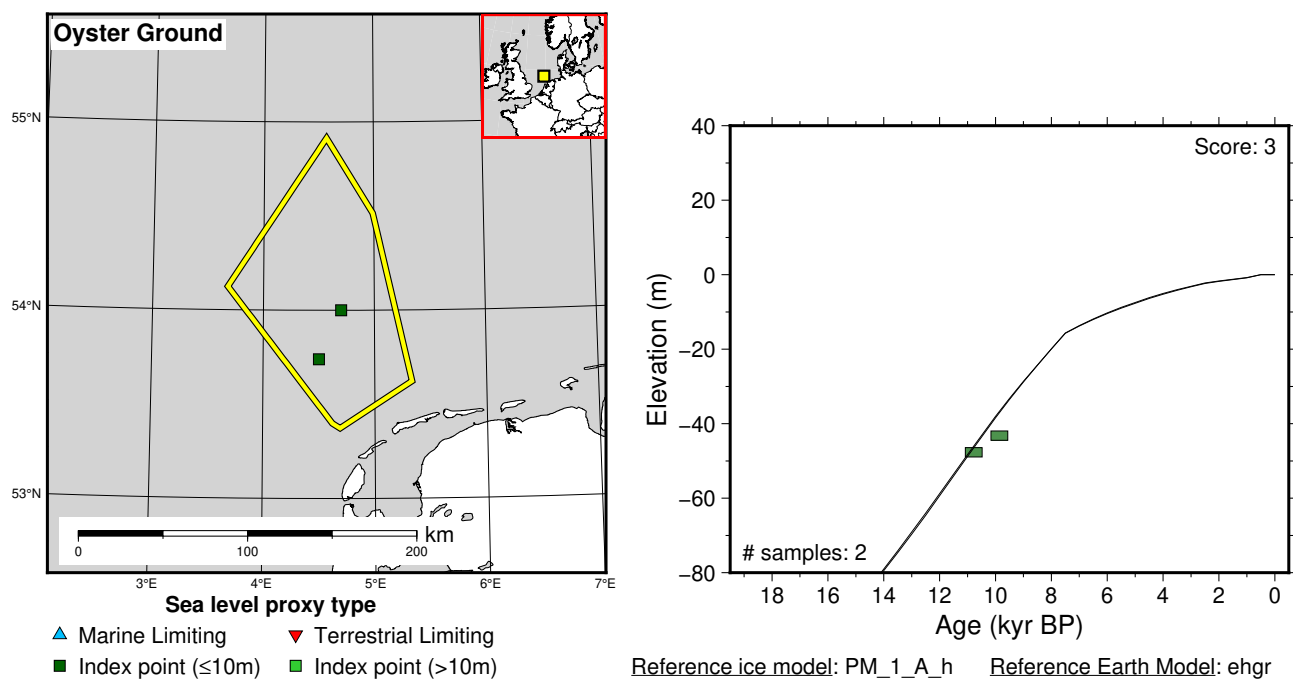 Oyster Ground
55°N
54°N
53°N
3°E
4°E
5°E
6°E
7°E
km
0
100
200
Sea level proxy type
Marine Limiting
Terrestrial Limiting
Index point (≤10m)
Index point (>10m)
Score: 3
40
20
0
−20
−40
−60
−80
Elevation (m)
# samples: 2
18 16 14 12 10 8 6 4 2 0
Age (kyr BP)
Reference ice model: PM_1_A_h Reference Earth Model: ehgr